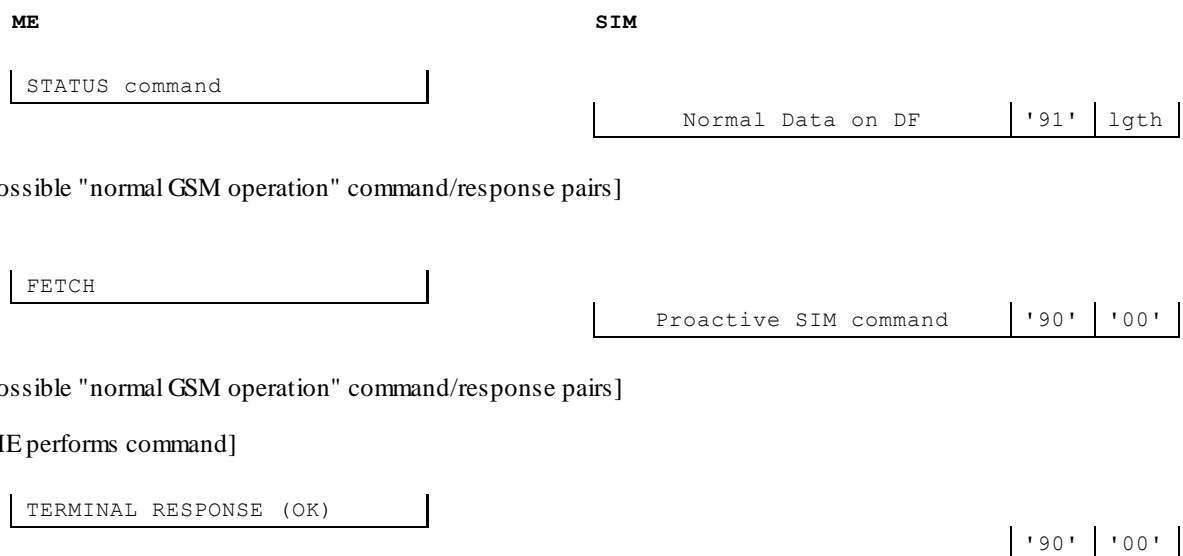 ME SIM
STATUS command
Normal Data on DF '91' lgth
ossible "normal GSM operation" command/response pairs]
FETCH
Proactive SIM command '90' '00'
ossible "normal GSM operation" command/response pairs]
IE performs command]
TERMINAL RESPONSE (OK)
'90' '00'